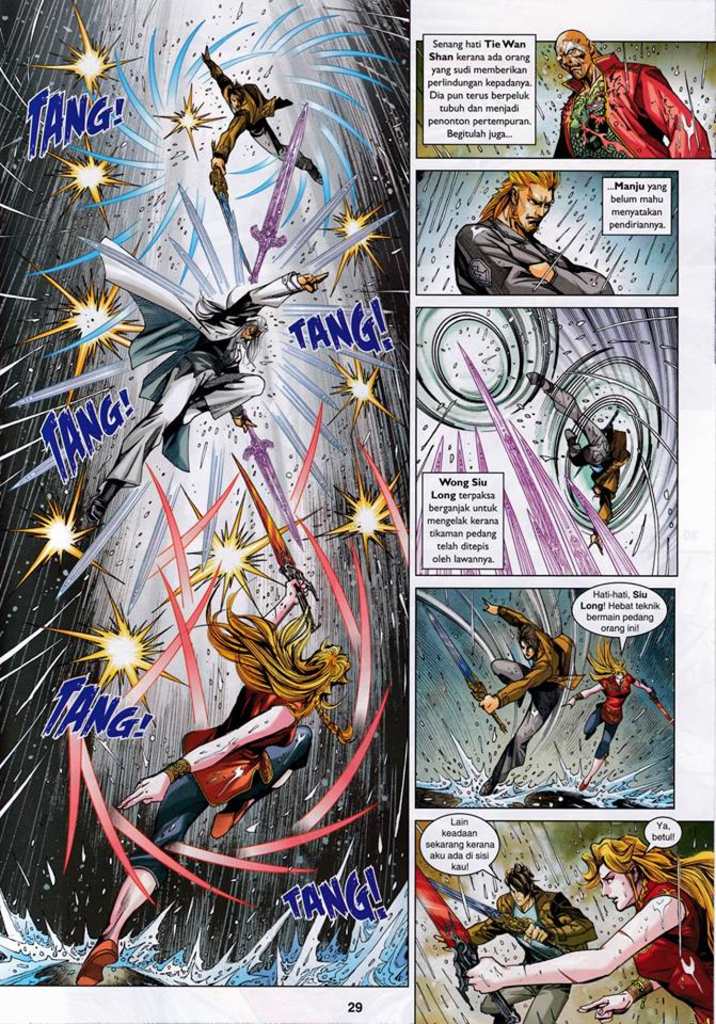 TANG!
TANG!
TANG!
TANG!
TANG!
Senang hati Tie Wan
Shan kerana ada orang
yang sudi memberikan
perlindungan kepadanya.
Dia pun terus berpeluk
tubuh dan menjadi
penonton pertempuran.
Begitulah juga...
...Manju yang
belum mahu
menyatakan
pendiriannya.
Wong Siu
Long terpaksa
berganjak untuk
mengelak kerana
tikaman pedang
telah ditepis
oleh lawannya.
Hati-hati, Siu
Long! Hebat teknik
bermain pedang
orang ini!
Lain
keadaan
sekarang kerana
aku ada di sisi
kau!
Ya,
betul!
29